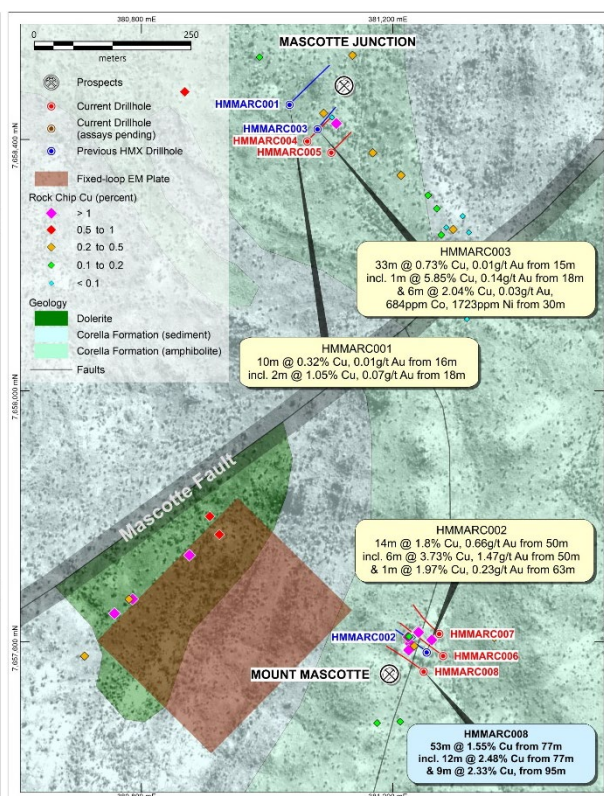 380,800 mE
381,200 mE
0
125
250
meters
Prospects
Current Drillhole
Current Drillhole
(assays pending)
Previous HMX Drillhole
Fixed-loop EM Plate
Rock Chip Cu (percent)
> 1
0.5 to 1
0.2 to 0.5
0.1 to 0.2
< 0.1
Geology
Dolerite
Corella Formation (sediment)
Corella Formation (amphibolite)
Faults
MASCOTTE JUNCTION
HMMARC001
HMMARC003
HMMARC004
HMMARC005
7,658,400 mN
HMMARC003
33m @ 0.73% Cu, 0.01g/t Au from 15m
incl. 1m @ 5.85% Cu, 0.14g/t Au from 18m
& 6m @ 2.04% Cu, 0.03g/t Au,
684ppm Co, 1723ppm Ni from 30m
HMMARC001
10m @ 0.32% Cu, 0.01g/t Au from 16m
incl. 2m @ 1.05% Cu, 0.07g/t Au from 18m
7,658,000 mN
Mascotte Fault
HMMARC002
14m @ 1.8% Cu, 0.66g/t Au from 50m
incl. 6m @ 3.73% Cu, 1.47g/t Au from 50m
& 1m @ 1.97% Cu, 0.23g/t Au from 63m
7,657,600 mN
HMMARC002
HMMARC007
HMMARC006
HMMARC008
MOUNT MASCOTTE
HMMARC008
53m @ 1.55% Cu from 77m
incl. 12m @ 2.48% Cu from 77m
& 9m @ 2.33% Cu, from 95m
380,800 mE
381,200 mE